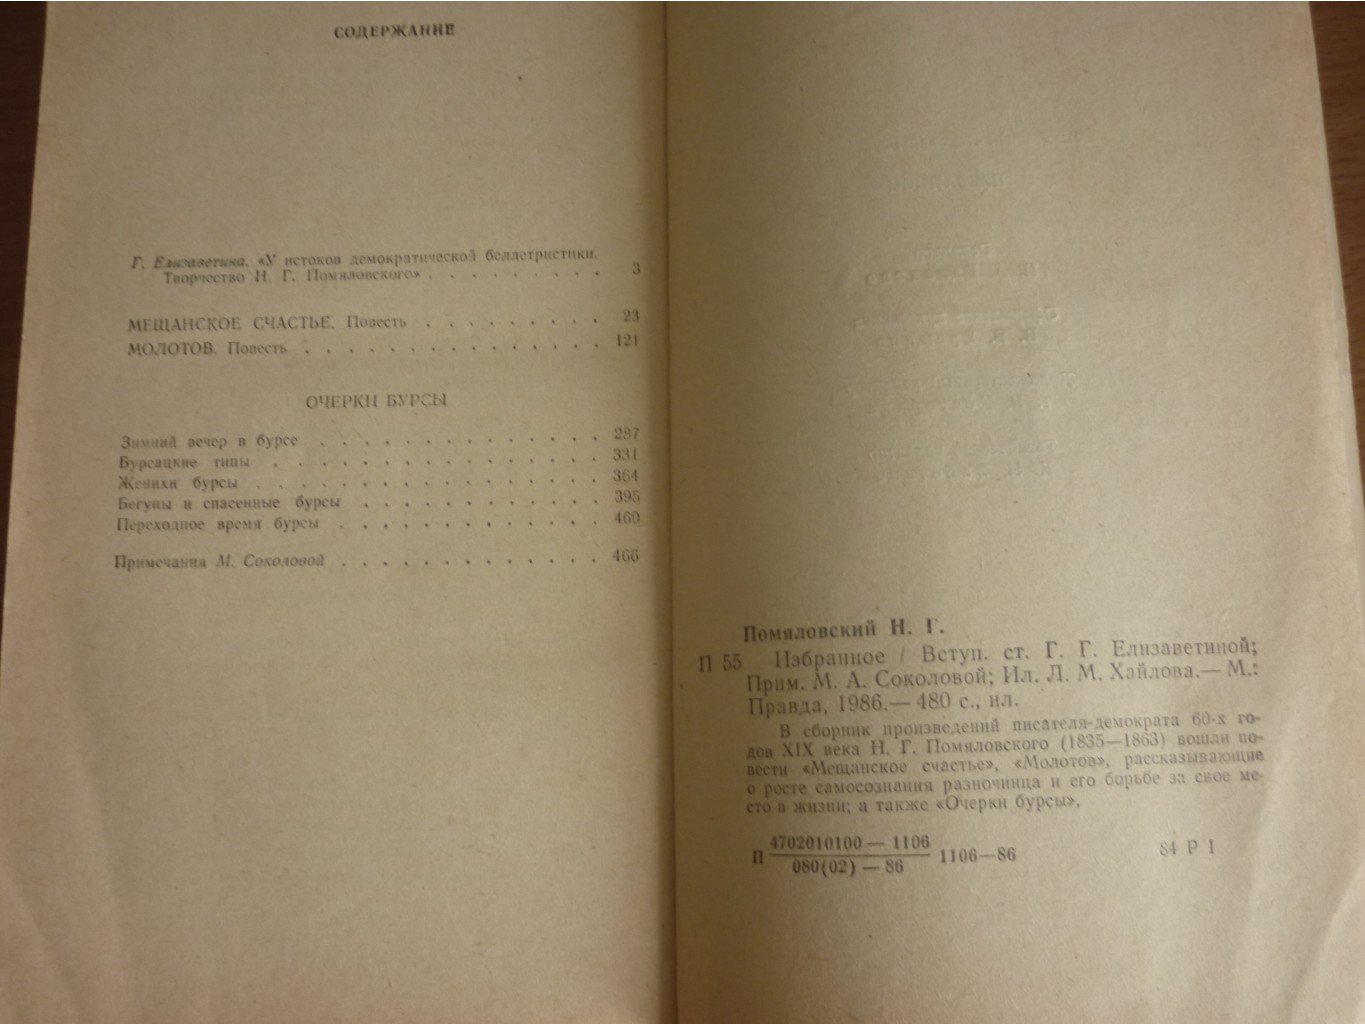 СОДЕРЖАНИЕ
Г. Елизаветина. «У истоков демократической беллетристики.
Творчество Н. Г. Помяловского» . . . . . . . . . 3
МЕЩАНСКОЕ СЧАСТЬЕ. Повесть . . . . . . . . . 23
МОЛОТОВ. Повесть . . . . . . . . . . . . . . . 121
ОЧЕРКИ БУРСЫ
Зимний вечер в бурсе . . . . . . . . . . . . . . 287
Бурсацкие типы . . . . . . . . . . . . . . . . 331
Женихи бурсы . . . . . . . . . . . . . . . . . 364
Бегуны и спасенные бурсы . . . . . . . . . . . . 395
Переходное время бурсы . . . . . . . . . . . . . 460
Примечания М. Соколовой . . . . . . . . . . . . . 466
Помяловский Н. Г.
П 55 Избранное / Вступ. ст. Г. Г. Елизаветиной;
Прим. М. А. Соколовой; Ил. Л. М. Хайлова.— М.:
Правда, 1986.— 480 с., ил.
В сборник произведений писателя-демократа 60-х го-
дов XIX века Н. Г. Помяловского (1835—1863) вошли по-
вести «Мещанское счастье», «Молотов», рассказывающие
о росте самосознания разночинца и его борьбе за свое ме-
сто в жизни; а также «Очерки бурсы».
4702010100 — 1106
П 1106—86 84 Р 1
080(02) — 86